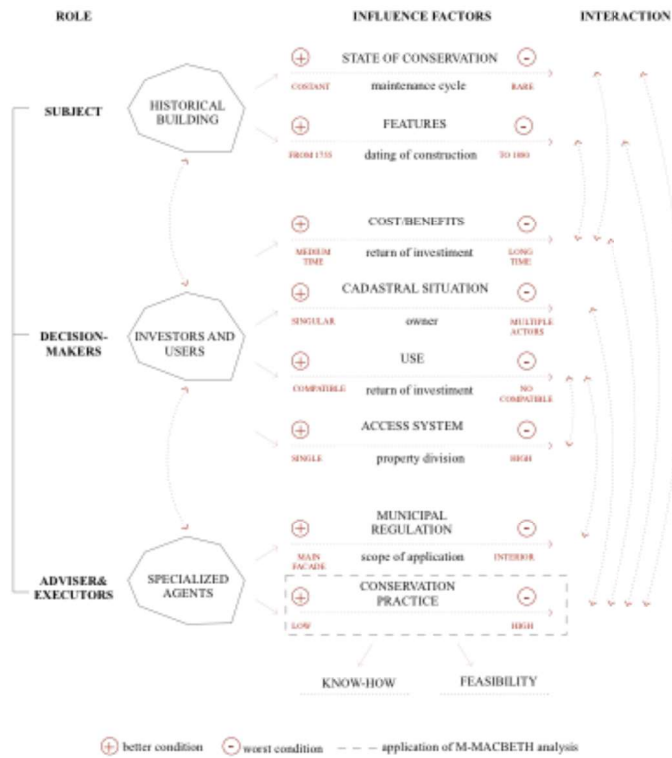 ROLE INFLUENCE FACTORS INTERACTION
STATE OF CONSERVATION
COSTANT maintenance cycle RARE
SUBJECT
HISTORICAL
BUILDING
FEATURES
FROM 1755 dating of construction TO 1880
COST/BENEFITS
MEDIUM
TIME
return of investiment
LONG
TIME
CADASTRAL SITUATION
SINGULAR owner MULTIPLE
ACTORS
DECISION-
MAKERS
INVESTORS AND
USERS
USE
COMPATIBLE return of investiment NO
COMPATIBLE
ACCESS SYSTEM
SINGLE property division HIGH
MUNICIPAL
REGULATION
MAIN
FACADE
scope of application INTERIOR
ADVISER&
EXECUTORS
SPECIALIZED
AGENTS
CONSERVATION
PRACTICE
LOW HIGH
KNOW-HOW FEASIBILITY
+ better condition - worst condition application of M-MACBETH analysis